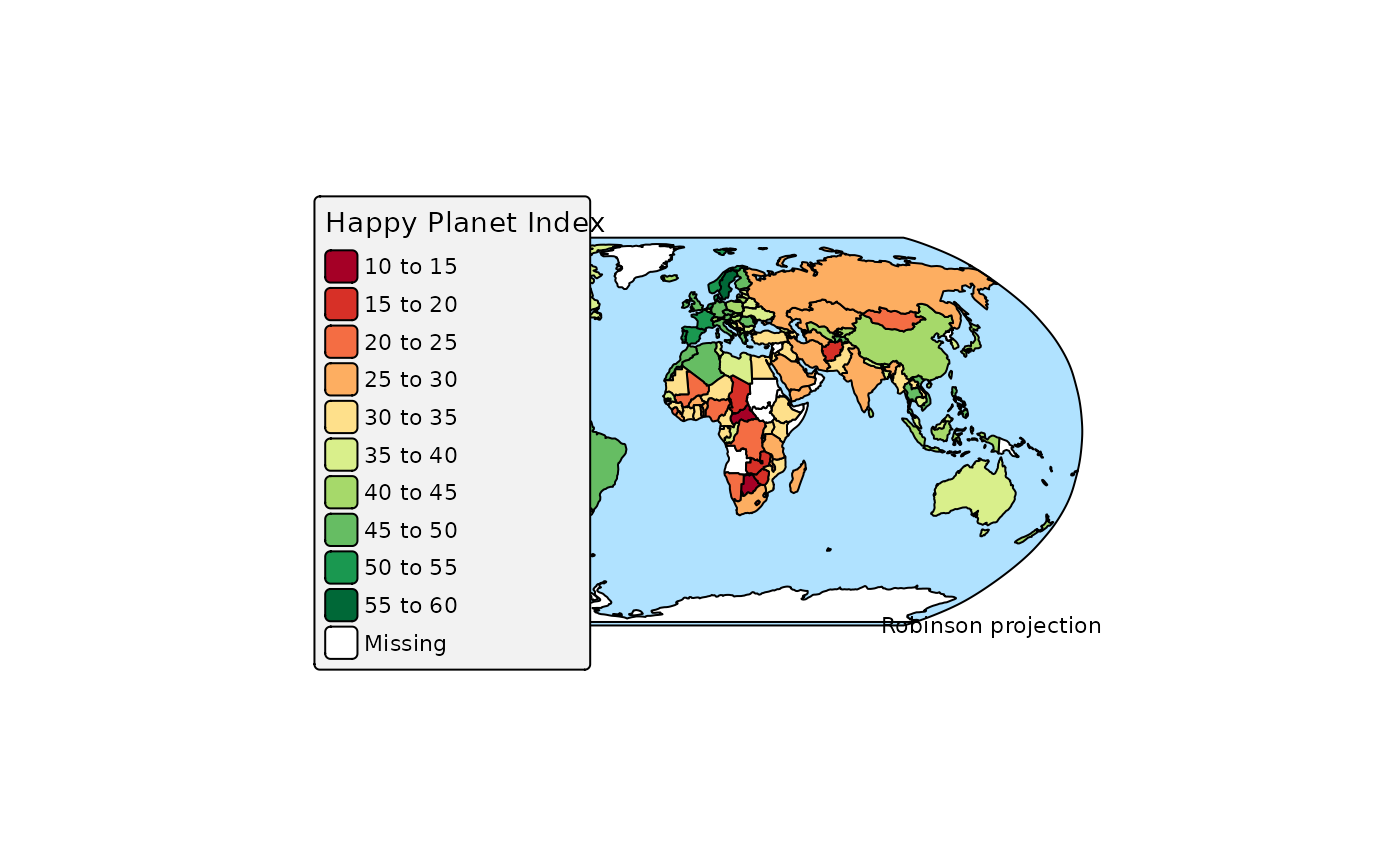 Happy Planet Index
10 to 15
15 to 20
20 to 25
25 to 30
30 to 35
35 to 40
40 to 45
45 to 50
50 to 55
55 to 60
Missing
Robinson projection